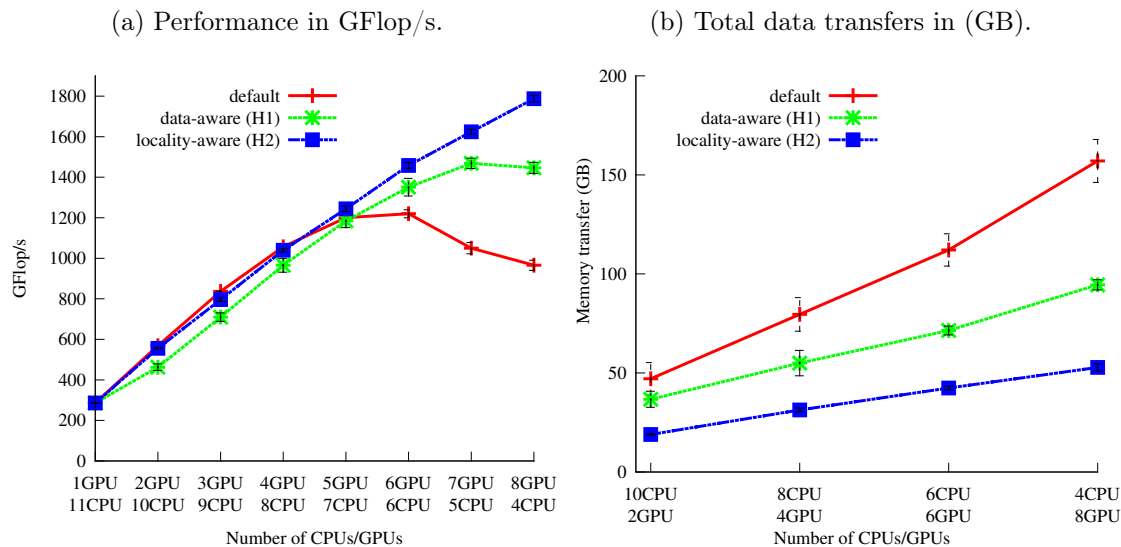 (a) Performance in GFlop/s.
1800
1600
1400
1200
1000
800
600
400
200
0
GFlop/s
default
data-aware (H1)
locality-aware (H2)
1GPU 2GPU 3GPU 4GPU 5GPU 6GPU 7GPU 8GPU
11CPU 10CPU 9CPU 8CPU 7CPU 6CPU 5CPU 4CPU
Number of CPUs/GPUs
(b) Total data transfers in (GB).
200
150
100
50
0
Memory transfer (GB)
default
data-aware (H1)
locality-aware (H2)
10CPU 8CPU 6CPU 4CPU
2GPU 4GPU 6GPU 8GPU
Number of CPUs/GPUs